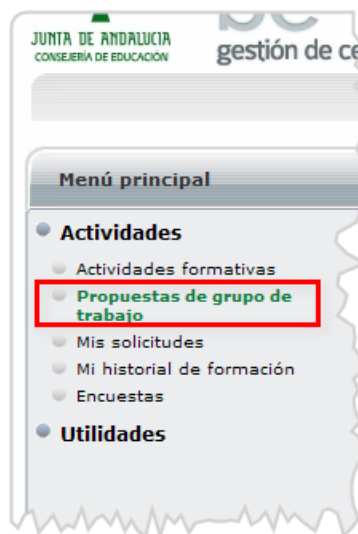 JUNTA DE ANDALUCIA
CONSEJERÍA DE EDUCACIÓN
gestión de
Menú principal
Actividades
Actividades formativas
Propuestas de grupo de
trabajo
Mis solicitudes
Mi historial de formación
Encuestas
Utilidades